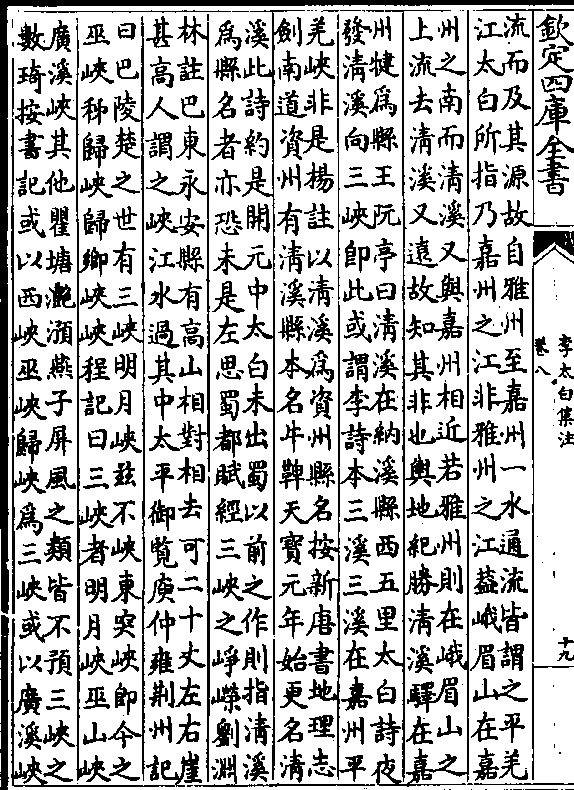 欽定四庫全書
李太白集注
卷八
十九
流而及其源故自雅州至嘉州一水通流皆謂之平羌
江太白所指乃嘉州之江非雅州之江葢峨眉山在嘉
州之南而清溪又與嘉州相近若雅州則在峨眉山之
上流去清溪又遠故知其非也輿地紀勝清溪驛在嘉
州犍爲縣王阮亭曰清溪在納溪縣西五里太白詩夜
發清溪向三峽即此或謂李詩本三溪三溪在嘉州平
羌峽非是楊註以清溪爲資州縣名按新唐書地理志
劍南道資州有清溪縣本名牛鞞天寶元年始更名清
溪此詩約是開元中太白未出蜀以前之作則指清溪
爲縣名者亦恐未是左思蜀都賦經三峽之崢嶸劉淵
林註巴東永安縣有高山相對相去可二十丈左右崖
甚高人謂之峽江水過其中太平御覧庾仲雍荆州記
曰巴陵楚之世有三峽明月峽玆不峽東突峽即今之
巫峽秭歸峽歸鄉峽峽程記曰三峽者明月峽巫山峽
廣溪峽其他瞿塘灧澦燕子屏風之類皆不預三峽之
數琦按書記或以西峽巫峽歸峽爲三峽或以廣溪峽